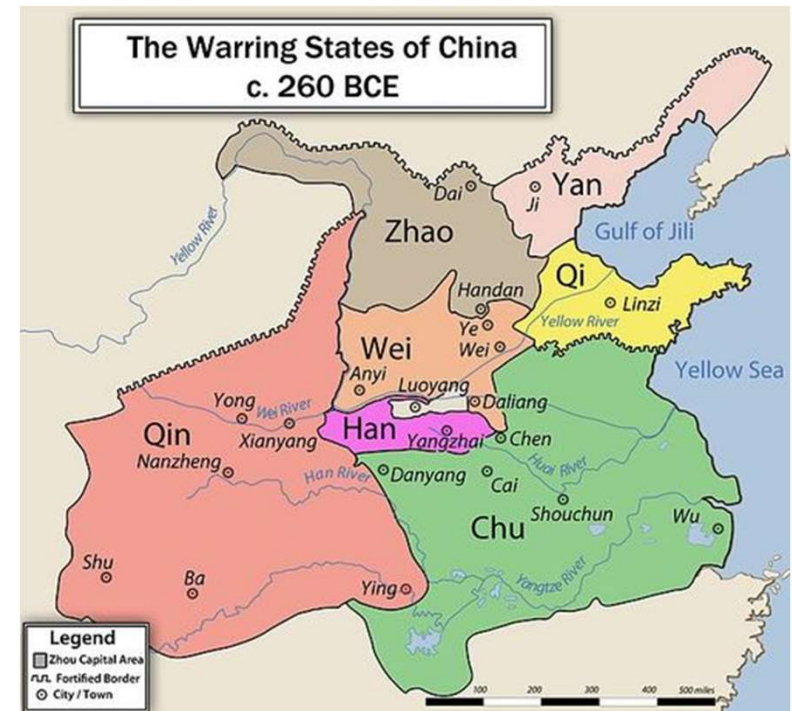 The Warring States of China
c. 260 BCE
Dai
Yan
Ji
Yellow River
Zhao
Gulf of Jili
Qi
Handan
Linzi
Ye
Yellow River
Wei
Wei
Yellow Sea
Anyi
Luoyang
Yong
Wei River
Daliang
Qin
Xianyang
Han
Yangzhai
Chen
Nanzheng
Han River
Danyang
Cai
Huai River
Shouchun
Chu
Wu
Shu
Ba
Ying
Yangtze River
Legend
Zhou Capital Area
Fortified Border
City / Town
100 200 300 400 500 miles